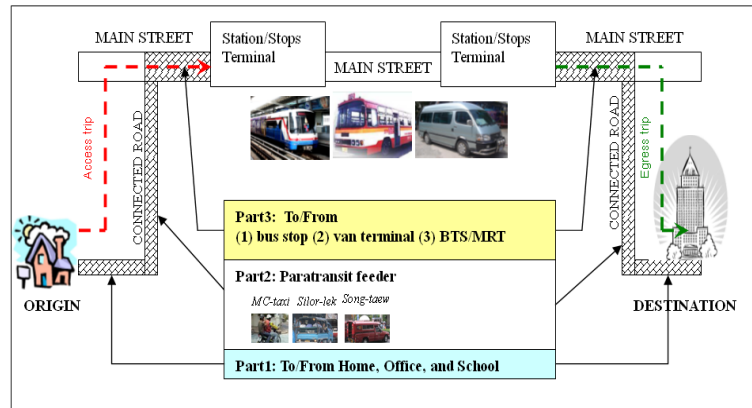 MAIN STREET
Station/Stops
Terminal
MAIN STREET
Station/Stops
Terminal
MAIN STREET
Access trip
CONNECTED ROAD
CONNECTED ROAD
Egress trip
Part3: To/From
(1) bus stop (2) van terminal (3) BTS/MRT
Part2: Paratransit feeder
MC-taxi Silor-lek Song-taew
Part1: To/From Home, Office, and School
ORIGIN
DESTINATION